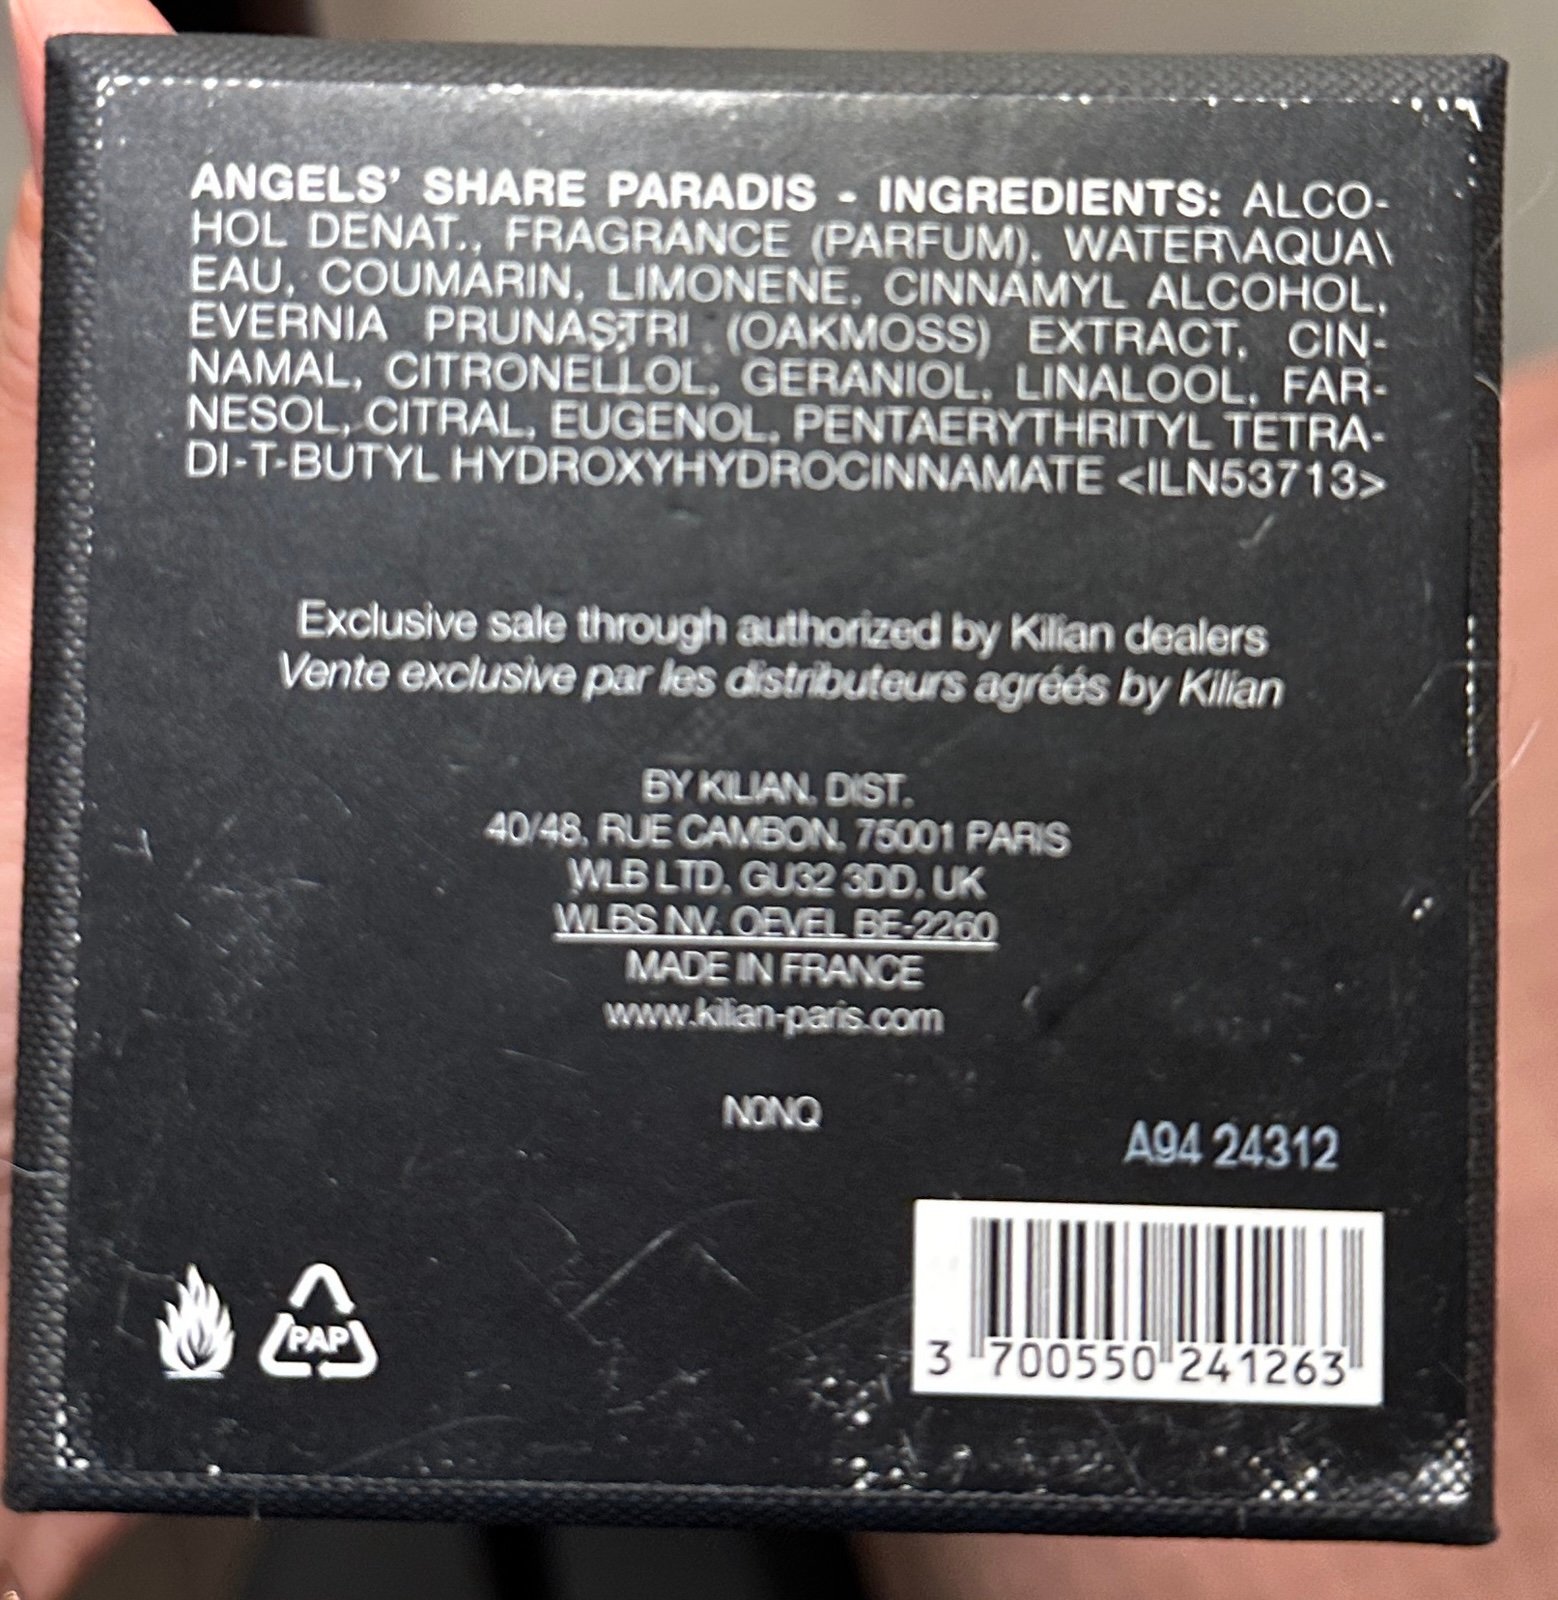 ANGELS' SHARE PARADIS - INGREDIENTS: ALCO-
HOL DENAT., FRAGRANCE (PARFUM), WATER\AQUA\
EAU, COUMARIN, LIMONENE, CINNAMYL ALCOHOL,
EVERNIA PRUNASTRI (OAKMOSS) EXTRACT, CIN-
NAMAL, CITRONELLOL, GERANIOL, LINALOOL, FAR-
NESOL, CITRAL, EUGENOL, PENTAERYTHRITYL TETRA-
DI-T-BUTYL HYDROXYHYDROCINNAMATE <ILN53713>
Exclusive sale through authorized by Kilian dealers
Vente exclusive par les distributeurs agréés by Kilian
BY KILIAN. DIST.
40/48, RUE CAMBON, 75001 PARIS
WLB LTD, GU32 3DD, UK
WLBS NV, OEVEL BE-2260
MADE IN FRANCE
www.kilian-paris.com
N0NQ
A94 24312
PAP
3 700550 241263